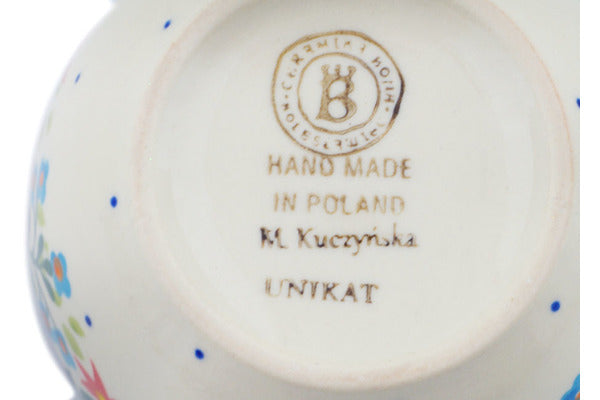 B
HAND MADE
IN POLAND
M. Kuczyńska
UNIKAT